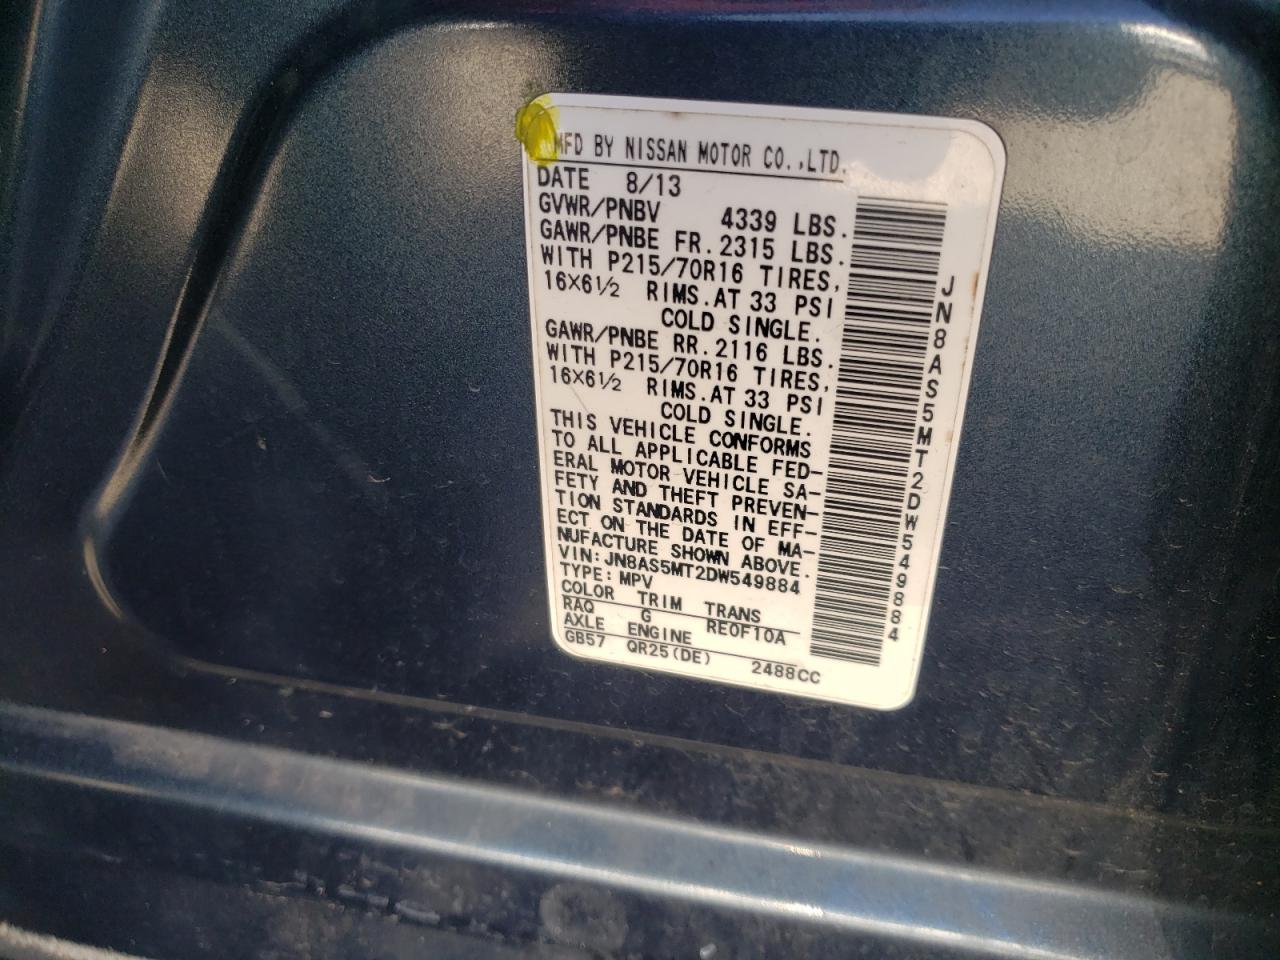 MFD BY NISSAN MOTOR CO.,LTD.
DATE 8/13
GVWR/PNBV 4339 LBS.
GAWR/PNBE FR.2315 LBS.
WITH P215/70R16 TIRES,
16×6½ RIMS.AT 33 PSI
COLD SINGLE.
GAWR/PNBE RR.2116 LBS.
WITH P215/70R16 TIRES,
16×6½ RIMS.AT 33 PSI
COLD SINGLE.
THIS VEHICLE CONFORMS
TO ALL APPLICABLE FED-
ERAL MOTOR VEHICLE SA-
FETY AND THEFT PREVEN-
TION STANDARDS IN EFF-
ECT ON THE DATE OF MA-
NUFACTURE SHOWN ABOVE.
VIN:JN8AS5MT2DW549884
TYPE:MPV
COLOR TRIM TRANS
RAQ G RE0F10A
AXLE ENGINE
GB57 QR25(DE) 2488CC
JN8AS5MT2DW549884